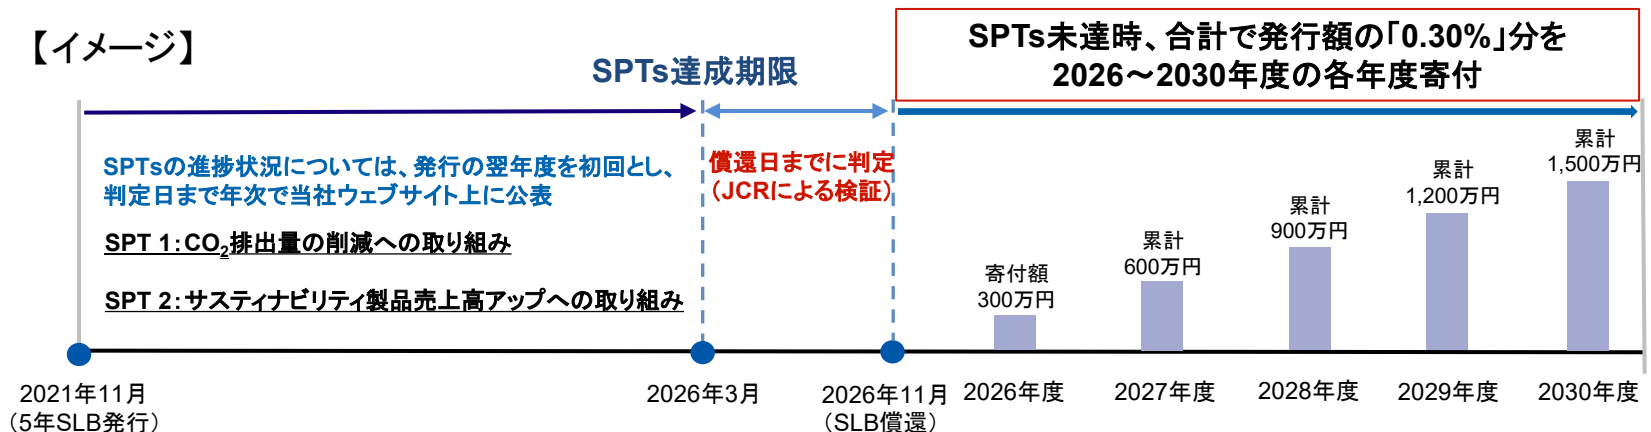 【イメージ】
SPTs達成期限
SPTs未達時、合計で発行額の「0.30%」分を
2026～2030年度の各年度寄付
SPTsの進捗状況については、発行の翌年度を初回とし、
判定日まで年次で当社ウェブサイト上に公表
SPT 1：CO₂排出量の削減への取り組み
SPT 2：サスティナビリティ製品売上高アップへの取り組み
償還日までに判定
（JCRによる検証）
寄付額
300万円
累計
600万円
累計
900万円
累計
1,200万円
累計
1,500万円
2021年11月
（5年SLB発行）
2026年3月
2026年11月
（SLB償還）
2026年度
2027年度
2028年度
2029年度
2030年度